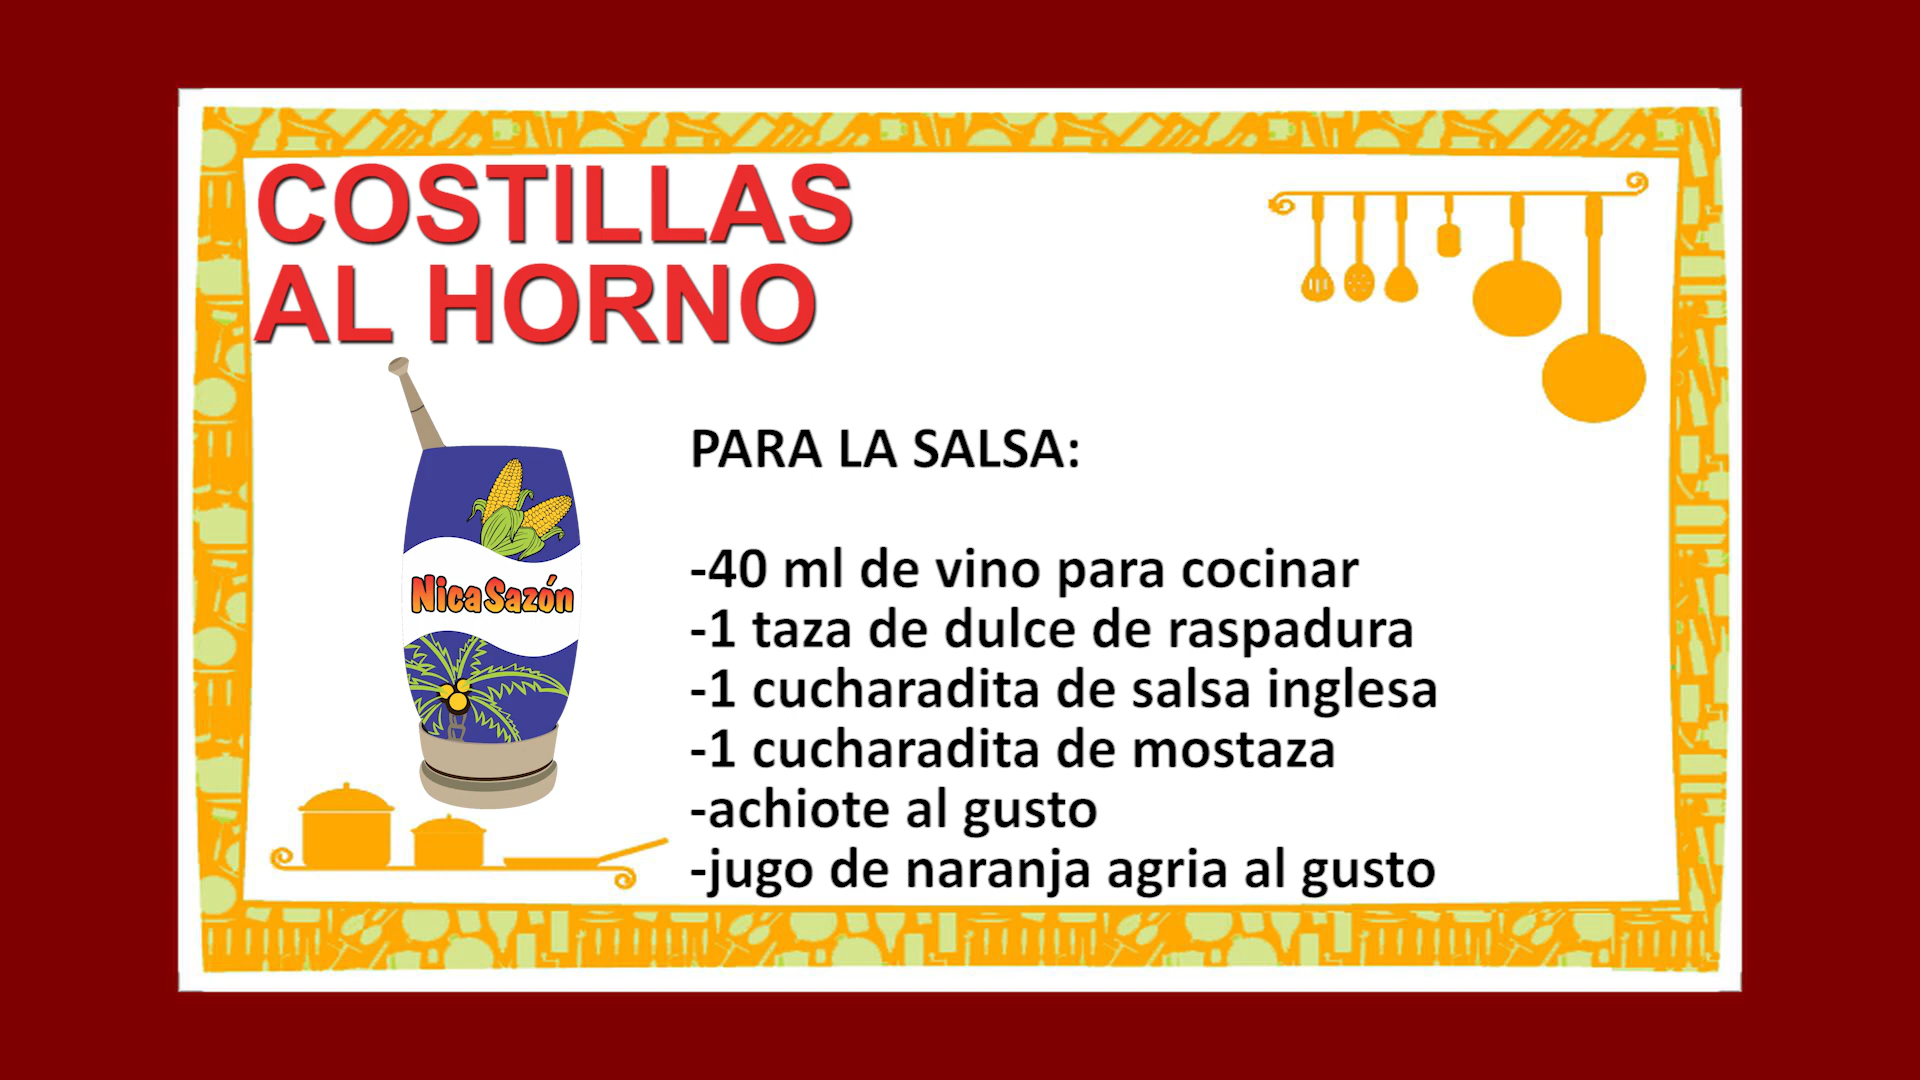 COSTILLAS
AL HORNO
PARA LA SALSA:
NicaSazón
-40 ml de vino para cocinar
-1 taza de dulce de raspadura
-1 cucharadita de salsa inglesa
-1 cucharadita de mostaza
-achiote al gusto
-jugo de naranja agria al gusto